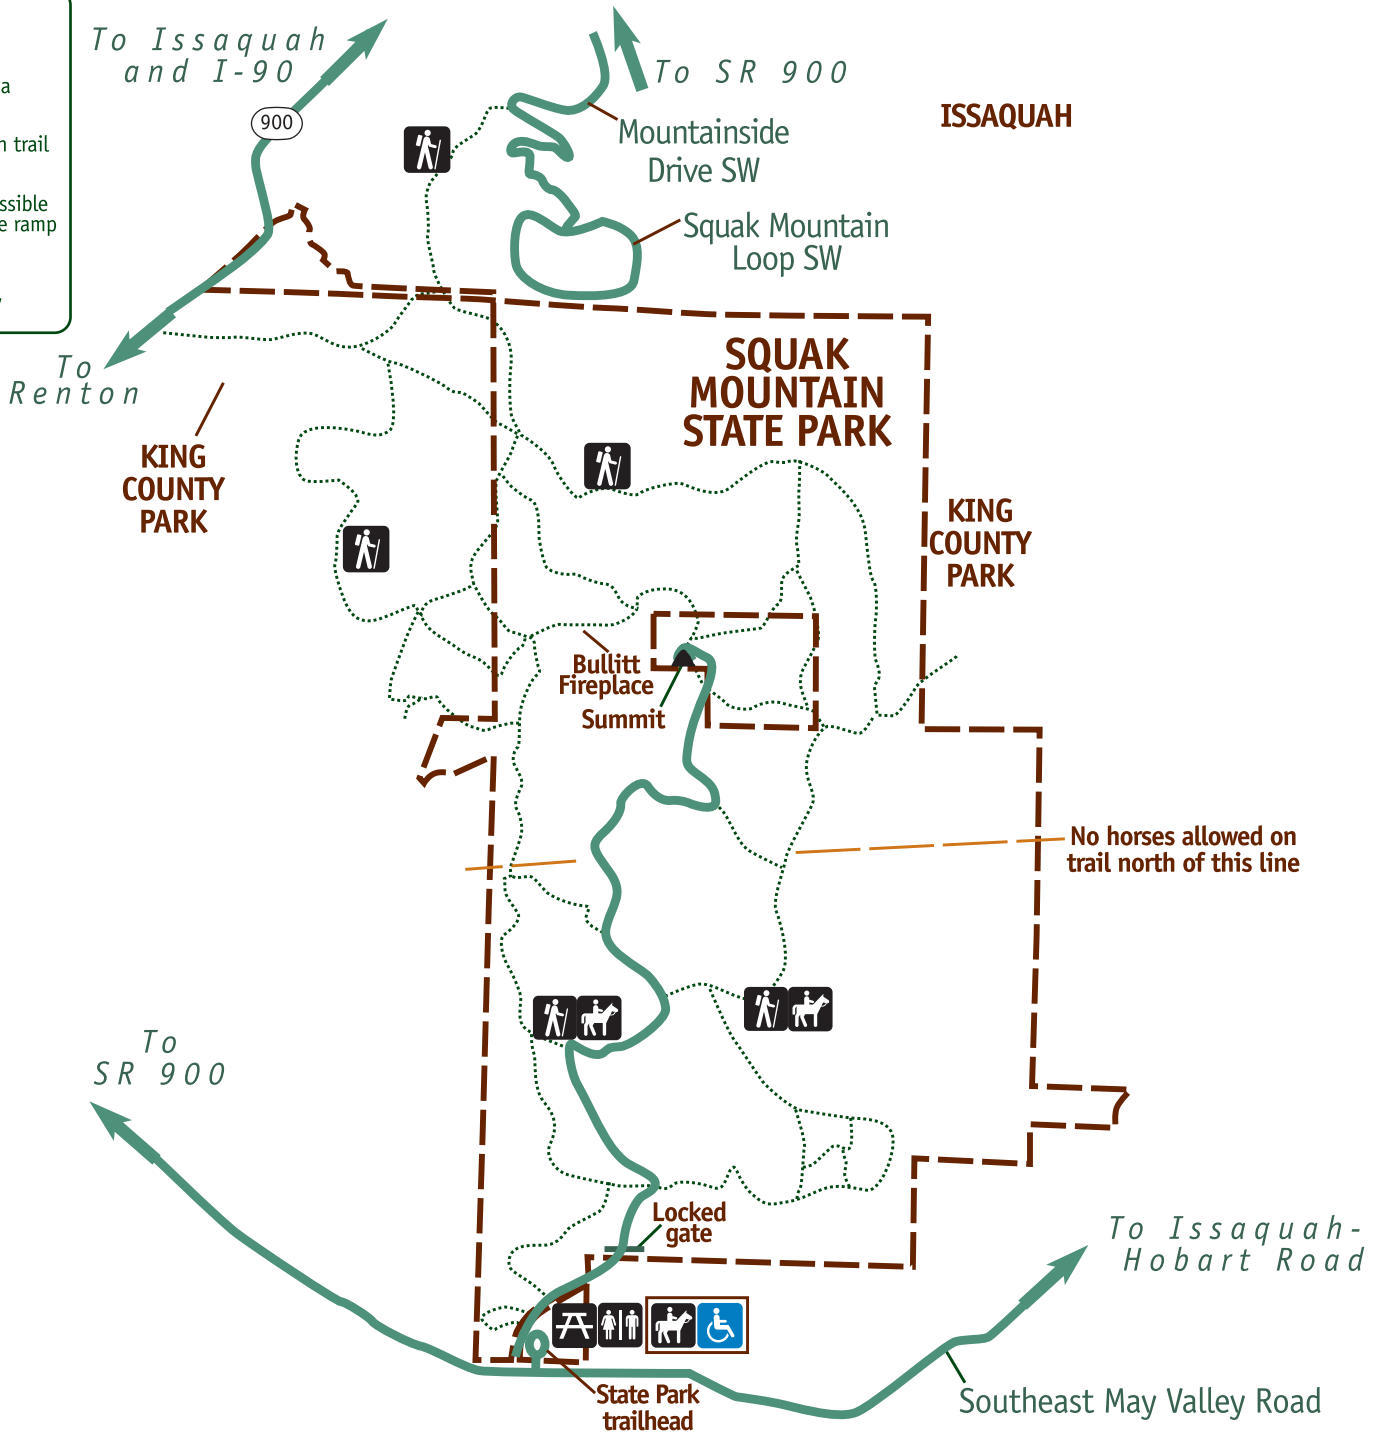 To Issaquah
and I-90
To SR 900
900
a
n trail
ssible
e ramp
ISSAQUAH
Mountainside
Drive SW
Squak Mountain
Loop SW
To
Renton
SQUAK
MOUNTAIN
STATE PARK
KING
COUNTY
PARK
KING
COUNTY
PARK
Bullitt
Fireplace
Summit
No horses allowed on
trail north of this line
To
SR 900
Locked
gate
To Issaquah-
Hobart Road
State Park
trailhead
Southeast May Valley Road